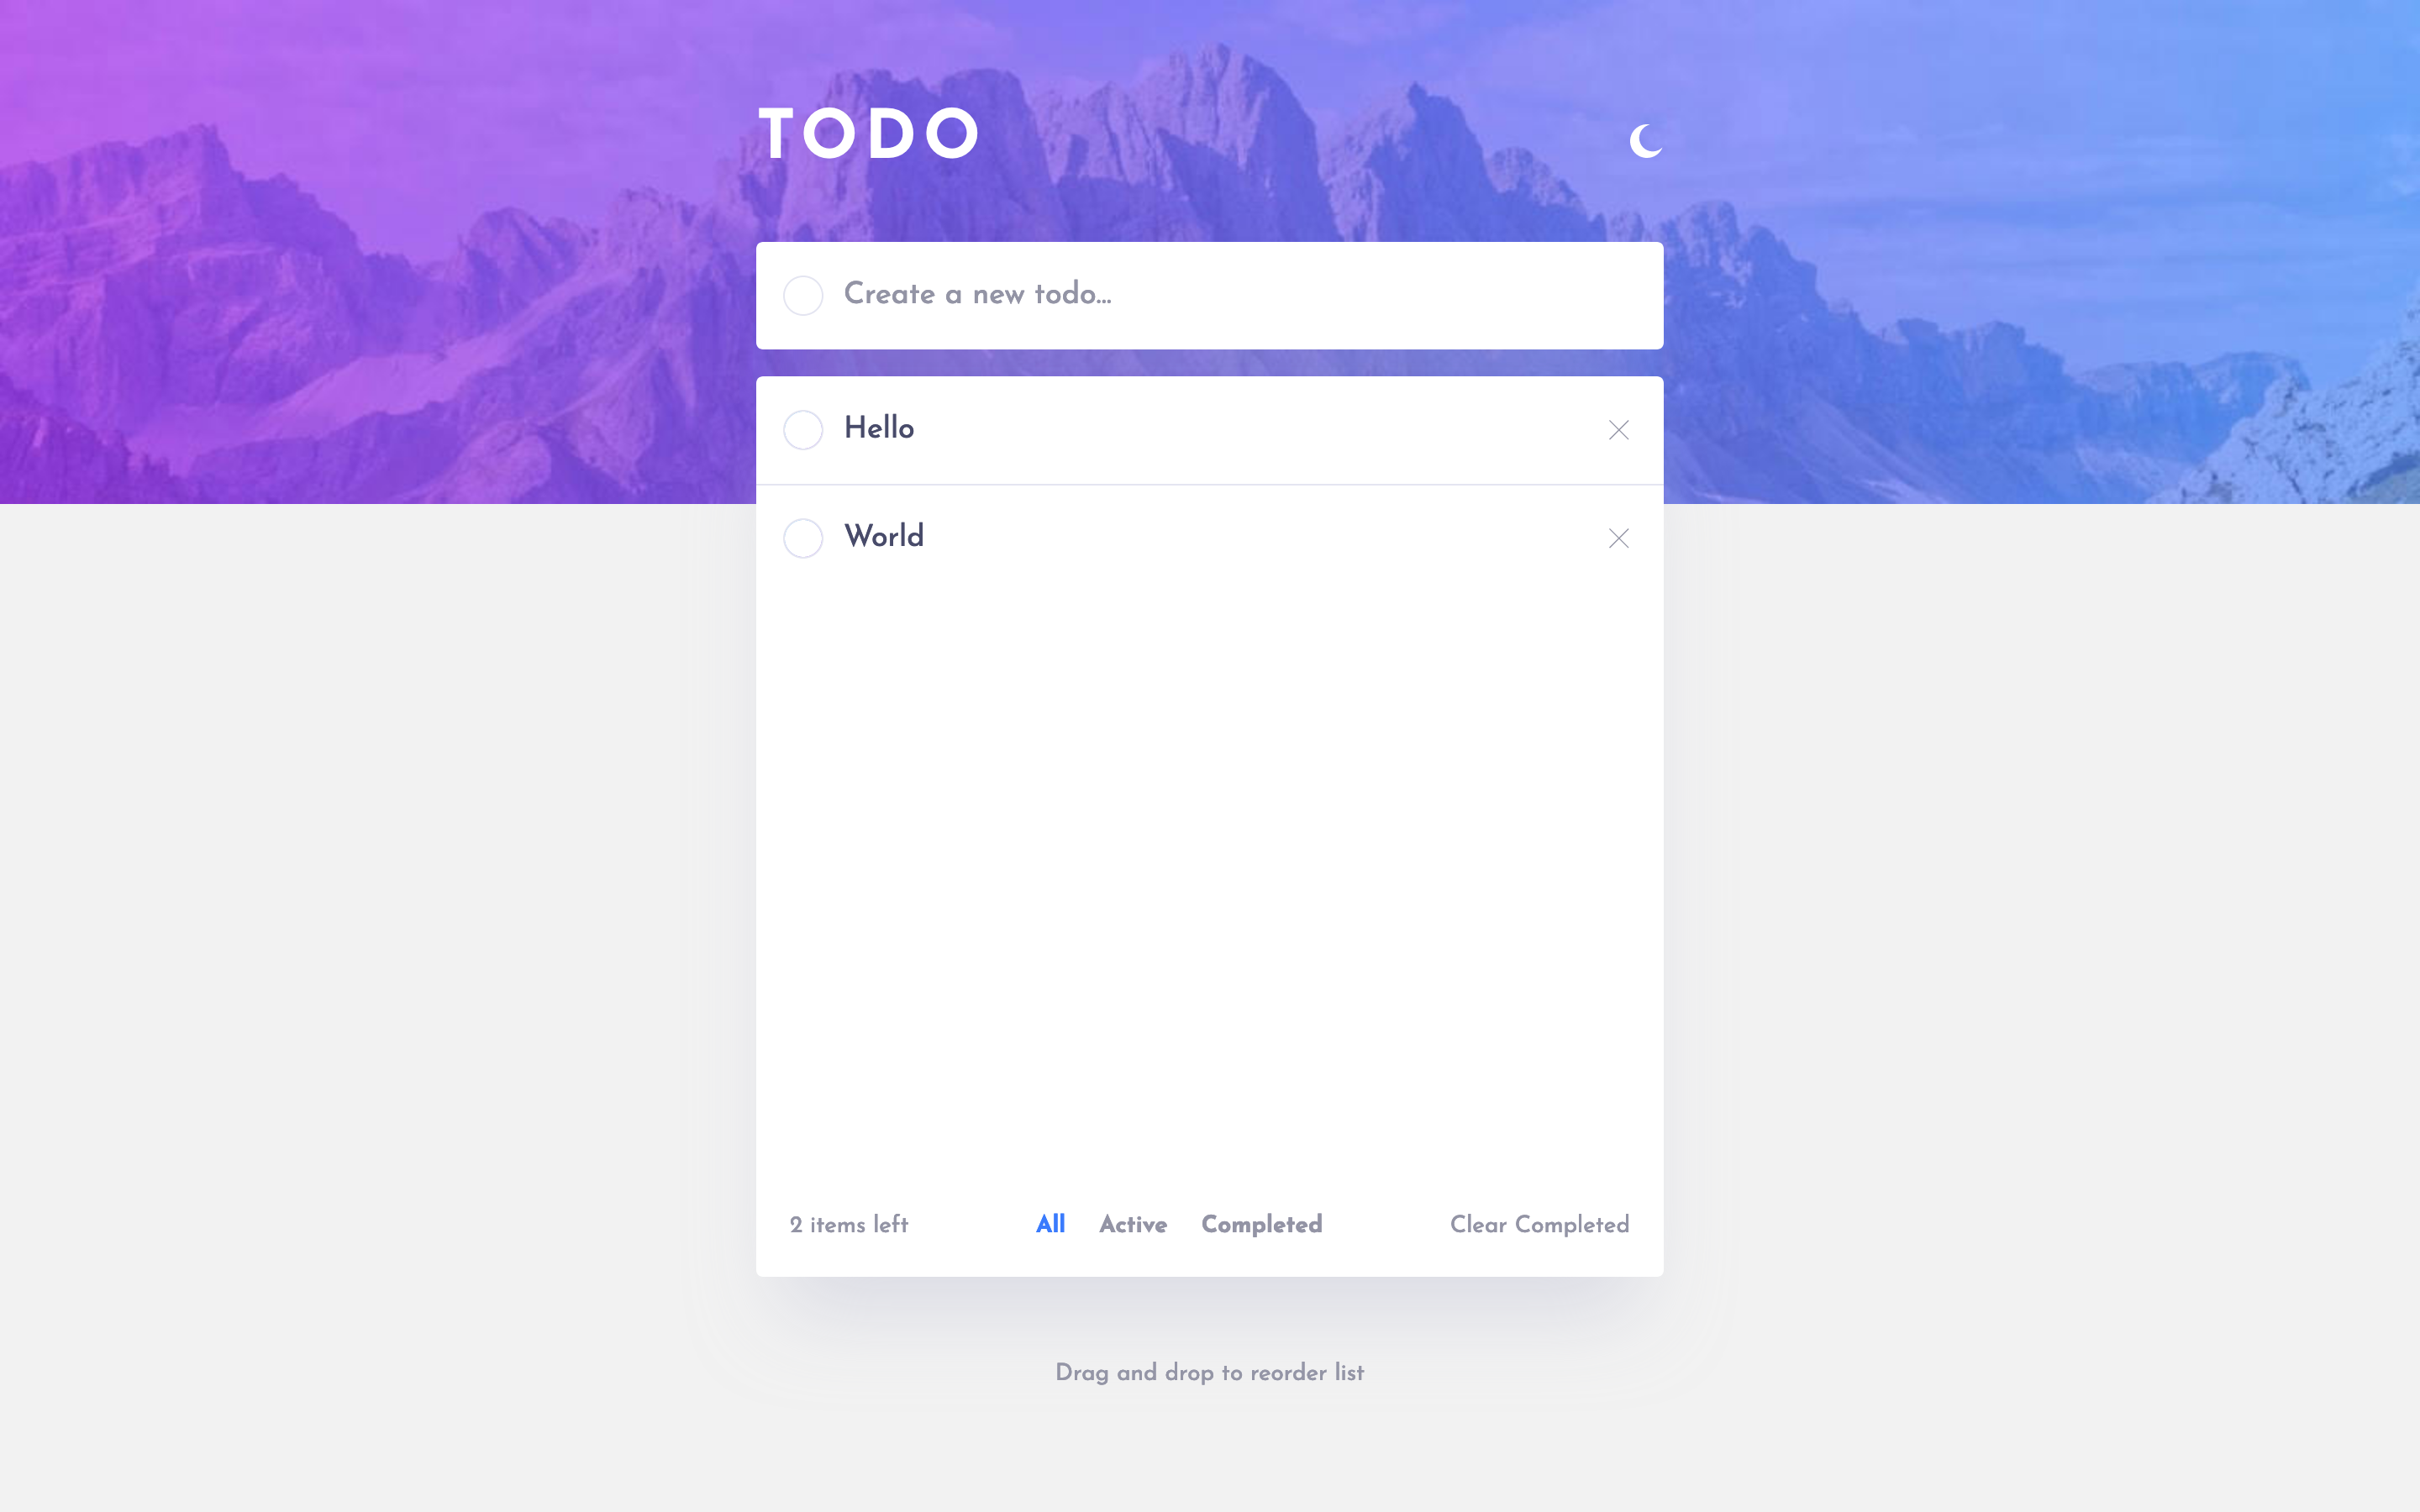 TODO
Create a new todo...
Hello
World
2 items left All Active Completed Clear Completed
Drag and drop to reorder list